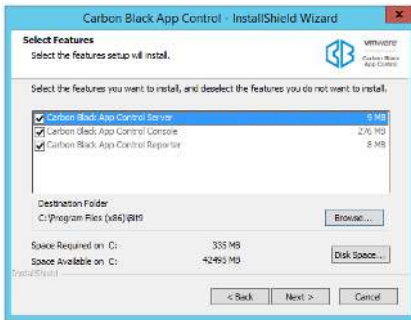 Carbon Black App Control - InstallShield Wizard
Select Features
Select the features setup will install.
vmware
Carbon Black
App Control
Select the features you want to install, and deselect the features you do not want to install.
Carbon Black App Control Server 9 MB
Carbon Black App Control Console 276 MB
Carbon Black App Control Reporter 8 MB
Destination Folder
C:\Program Files (x86)\Bit9
Browse...
Space Required on C: 335 MB
Space Available on C: 42495 MB
Disk Space...
InstallShield
< Back
Next >
Cancel